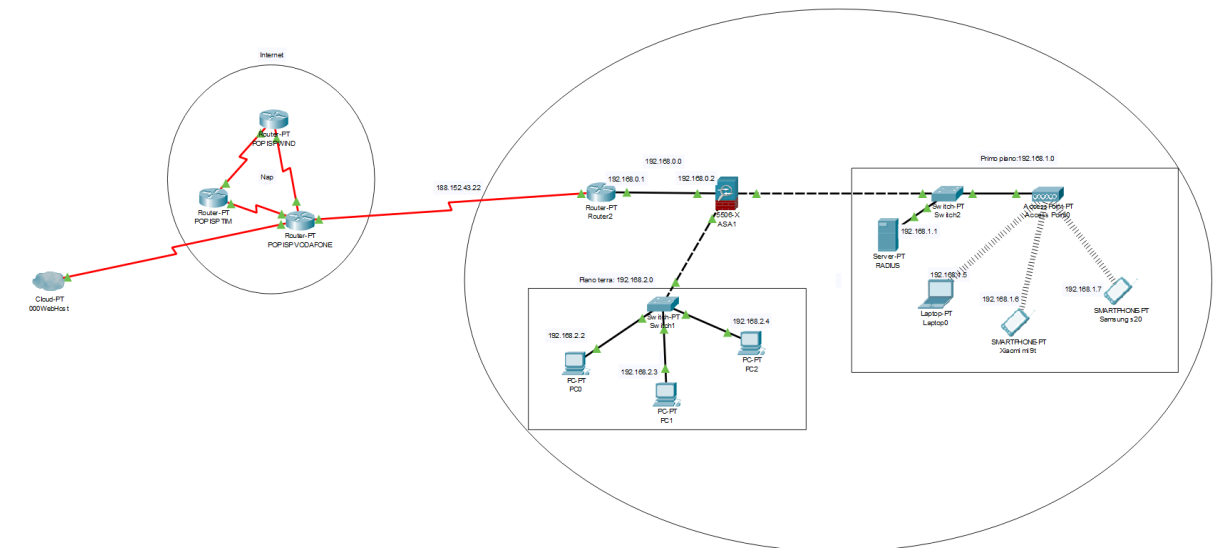 Internet
Router-PT
POP ISP WIND
Nap
Router-PT
POP ISP TIM
Router-PT
POP ISP VODAFONE
Cloud-PT
000WebHost
188.152.43.22
192.168.0.0
192.168.0.1
192.168.0.2
Router-PT
Router2
5506-X
ASA1
Piano terra: 192.168.2.0
Switch-PT
Switch1
192.168.2.2
PC-PT
PC0
192.168.2.3
PC-PT
PC1
192.168.2.4
PC-PT
PC2
Primo piano:192.168.1.0
Switch-PT
Switch2
Access Point-PT
Access Point0
192.168.1.1
Server-PT
RADIUS
192.168.1.5
Laptop-PT
Laptop0
192.168.1.6
SMARTPHONE-PT
Xiaomi mi9t
192.168.1.7
SMARTPHONE-PT
Samsung s20